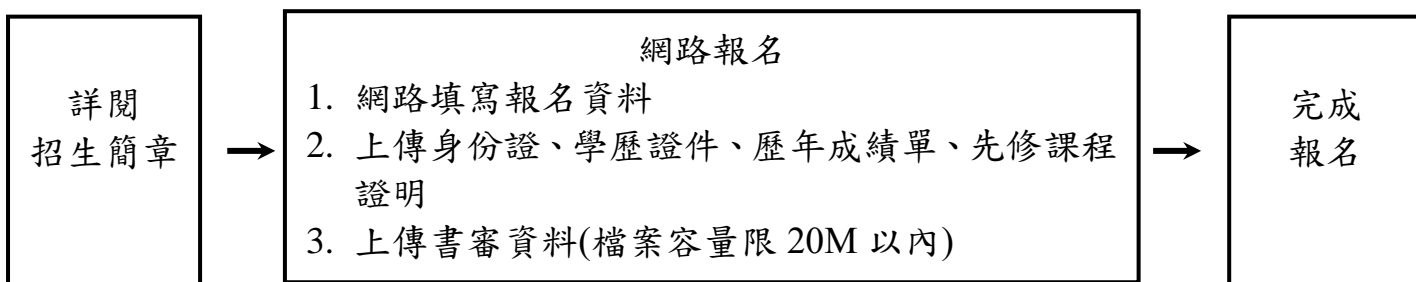 詳閱
招生簡章
網路報名
1. 網路填寫報名資料
2. 上傳身份證、學歷證件、歷年成績單、先修課程
證明
3. 上傳書審資料(檔案容量限 20M 以內)
完成
報名